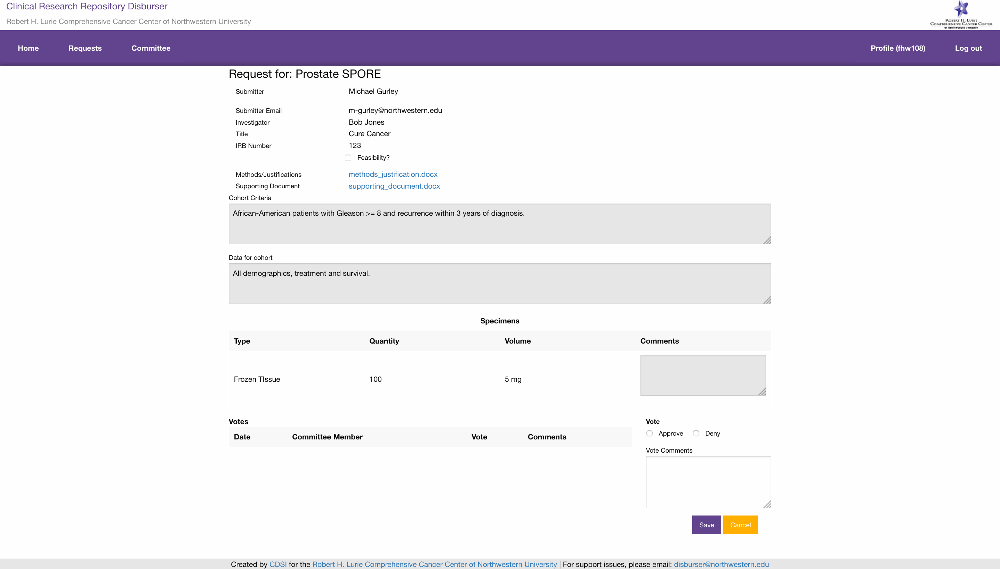 Clinical Research Repository Disburser
Robert H. Lurie Comprehensive Cancer Center of Northwestern University
ROBERT H. LURIE
COMPREHENSIVE CANCER CENTER
OF NORTHWESTERN UNIVERSITY
Home Requests Committee Profile (fhw108) Log out
Request for: Prostate SPORE
Submitter Michael Gurley
Submitter Email m-gurley@northwestern.edu
Investigator Bob Jones
Title Cure Cancer
IRB Number 123
Feasibility?
Methods/Justifications methods_justification.docx
Supporting Document supporting_document.docx
Cohort Criteria
African-American patients with Gleason >= 8 and recurrence within 3 years of diagnosis.
Data for cohort
All demographics, treatment and survival.
Specimens
Type Quantity Volume Comments
Frozen TIssue 100 5 mg
Votes
Date Committee Member Vote Comments
Vote
Approve Deny
Vote Comments
Save Cancel
Created by CDSI for the Robert H. Lurie Comprehensive Cancer Center of Northwestern University | For support issues, please email: disburser@northwestern.edu